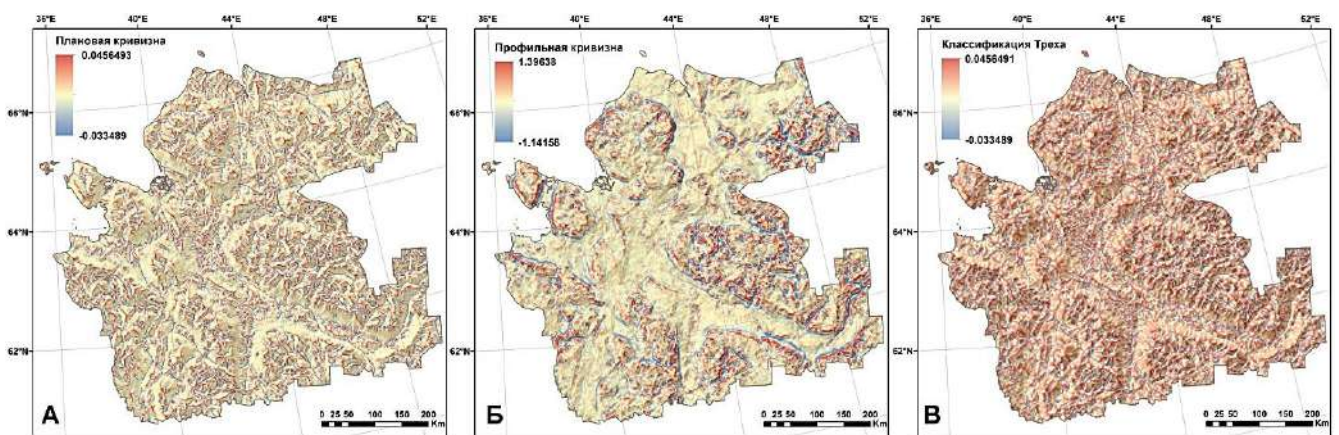 36°E 40°E 44°E 48°E 52°E
Плановая кривизна
0.0456493
-0.033489
66°N
64°N
62°N
А
0 25 50 100 150 200
Km
36°E 40°E 44°E 48°E 52°E
Профильная кривизна
1.39638
-1.14158
66°N
64°N
62°N
Б
0 25 50 100 150 200
Km
36°E 40°E 44°E 48°E 52°E
Классификация Треха
0.0456491
-0.033489
66°N
64°N
62°N
В
0 25 50 100 150 200
Km